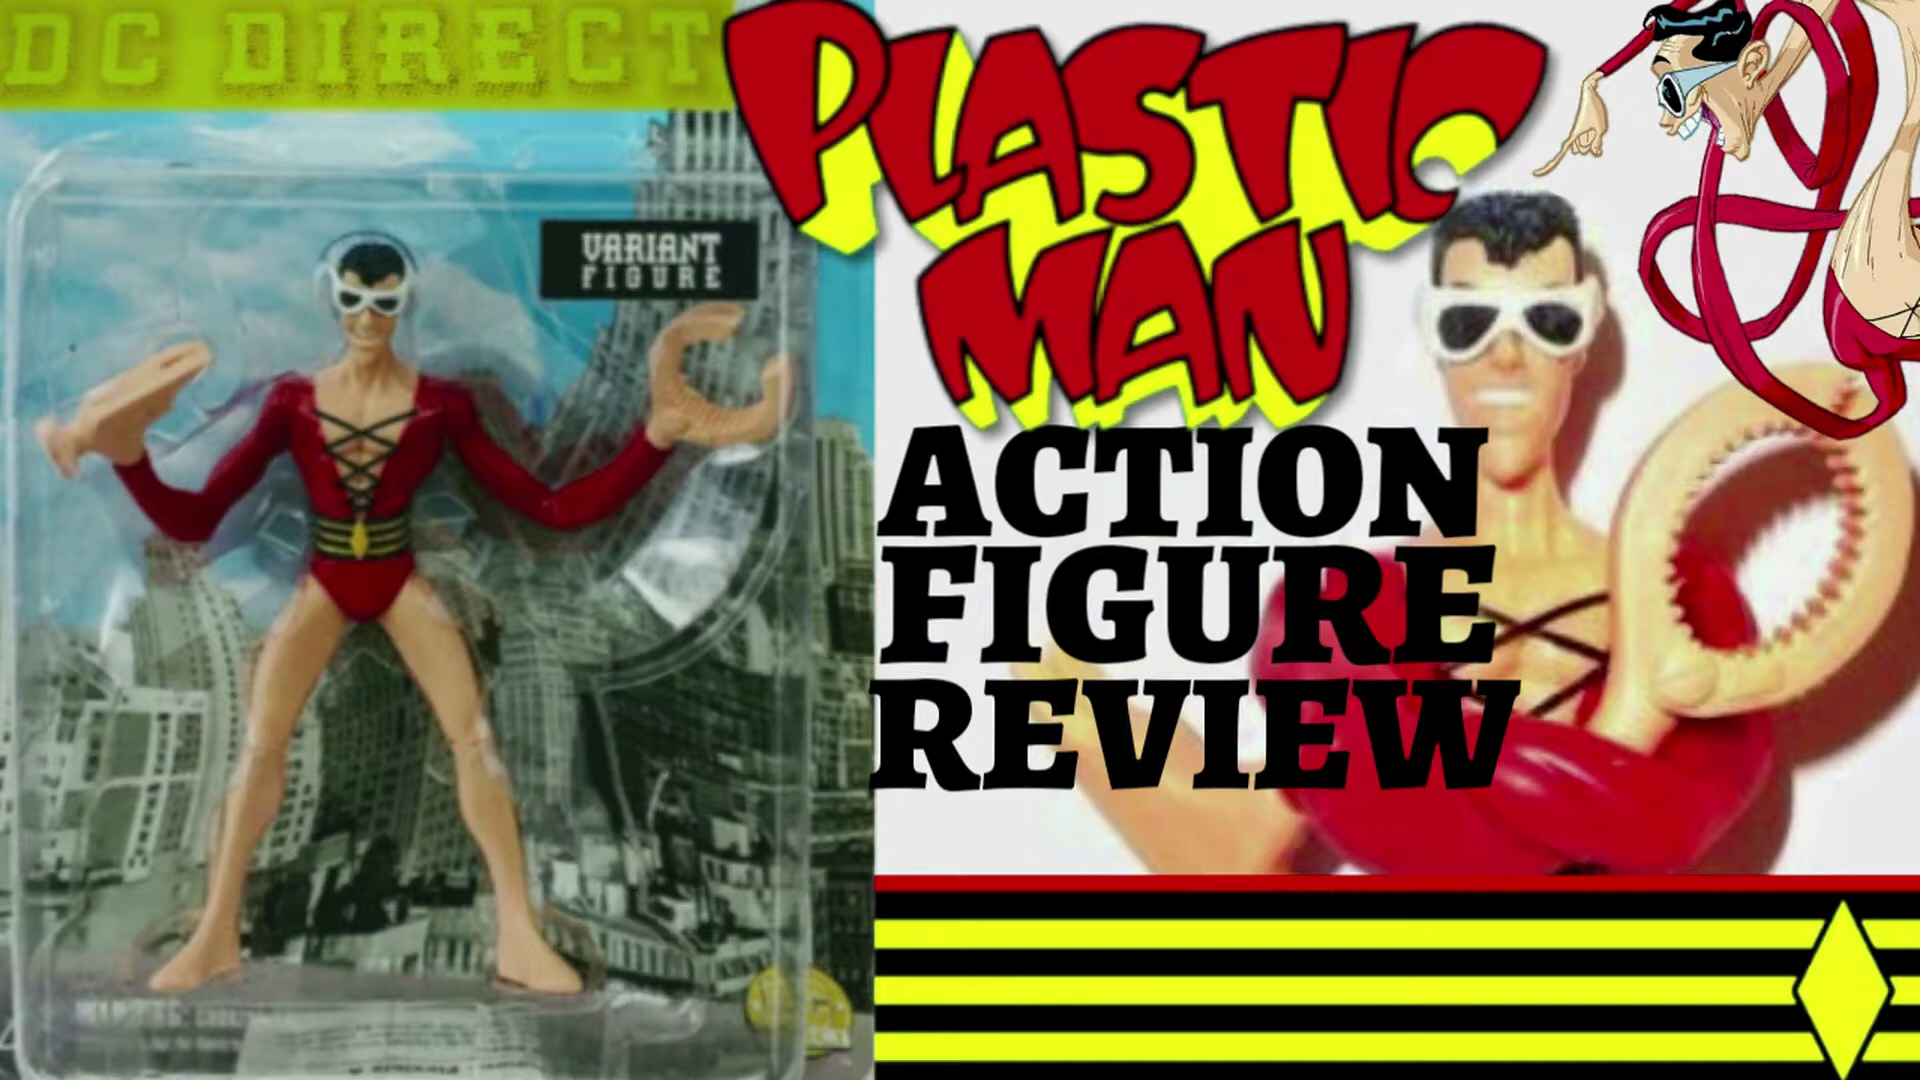 DC DIRECT
VARIANT
FIGURE
PLASTIC
MAN
ACTION
FIGURE
REVIEW